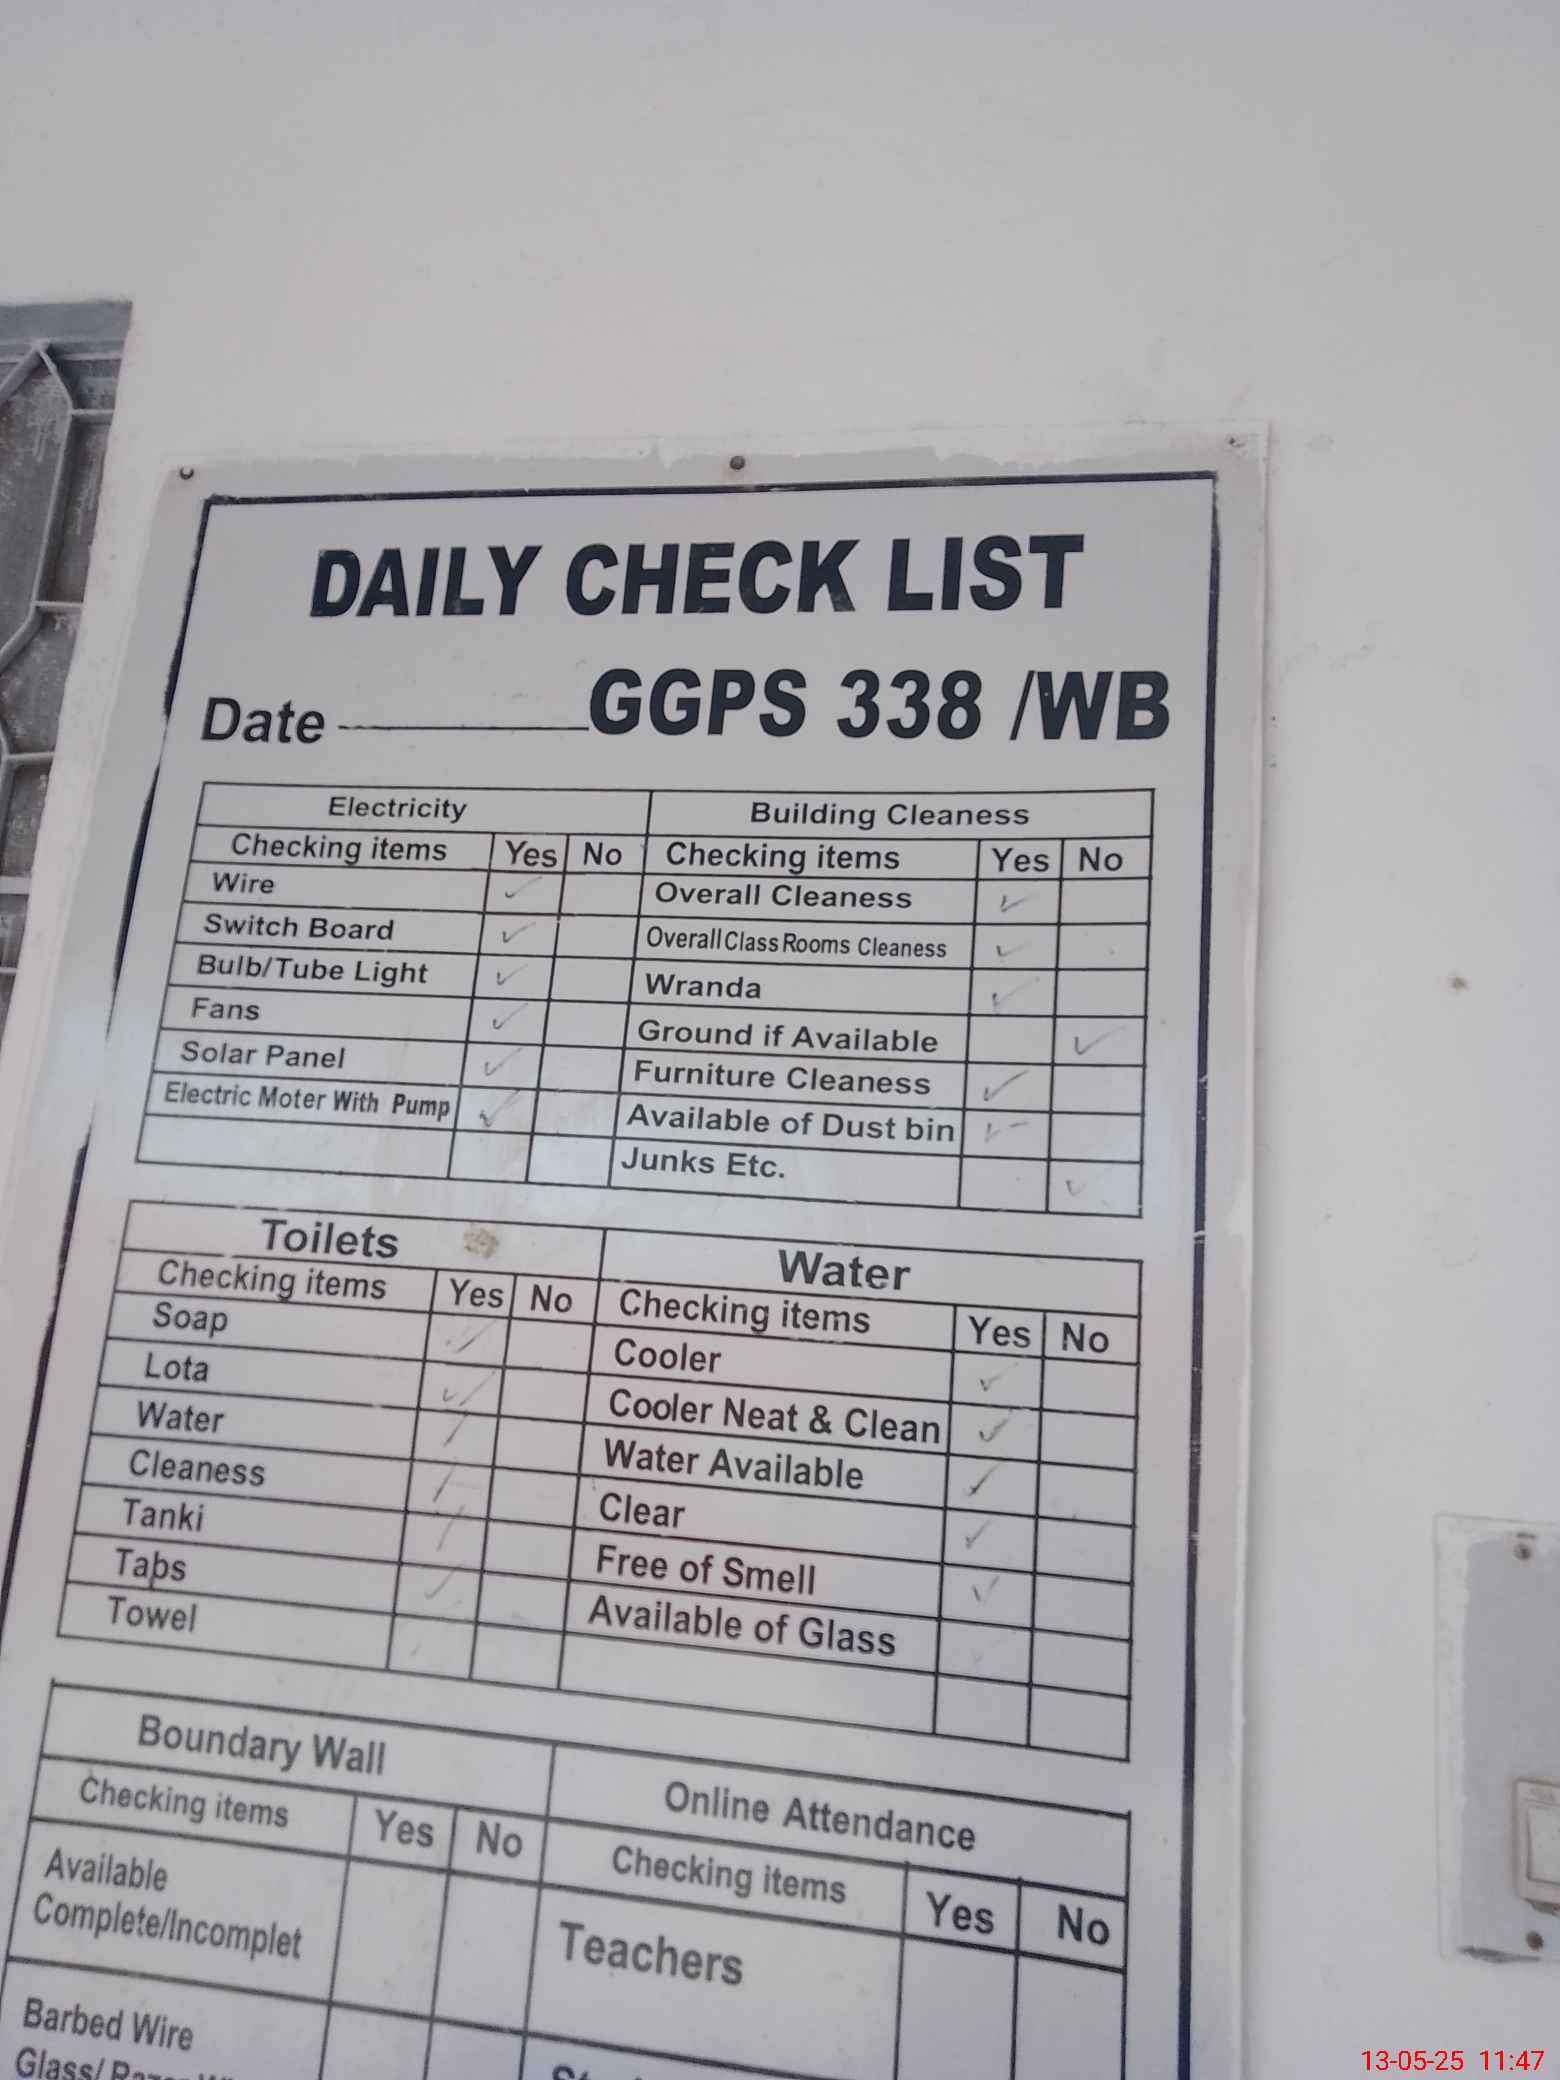 DAILY CHECK LIST
Date GGPS 338 /WB
Electricity
Checking items Yes No
Wire ✓
Switch Board ✓
Bulb/Tube Light ✓
Fans ✓
Solar Panel ✓
Electric Moter With Pump ✓
Building Cleaness
Checking items Yes No
Overall Cleaness ✓
Overall Class Rooms Cleaness ✓
Wranda ✓
Ground if Available ✓
Furniture Cleaness ✓
Available of Dust bin ✓
Junks Etc. ✓
Toilets
Checking items Yes No
Soap ✓
Lota ✓
Water ✓
Cleaness ✓
Tanki ✓
Taps ✓
Towel
Water
Checking items Yes No
Cooler ✓
Cooler Neat & Clean ✓
Water Available ✓
Clear ✓
Free of Smell ✓
Available of Glass
Boundary Wall
Checking items Yes No
Available
Complete/Incomplet
Barbed Wire
Glass/
Online Attendance
Checking items Yes No
Teachers
13-05-25 11:47